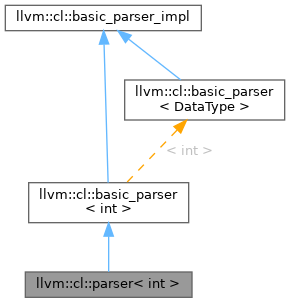 llvm::cl::basic_parser_impl
llvm::cl::basic_parser
< DataType >
< int >
llvm::cl::basic_parser
< int >
llvm::cl::parser< int >